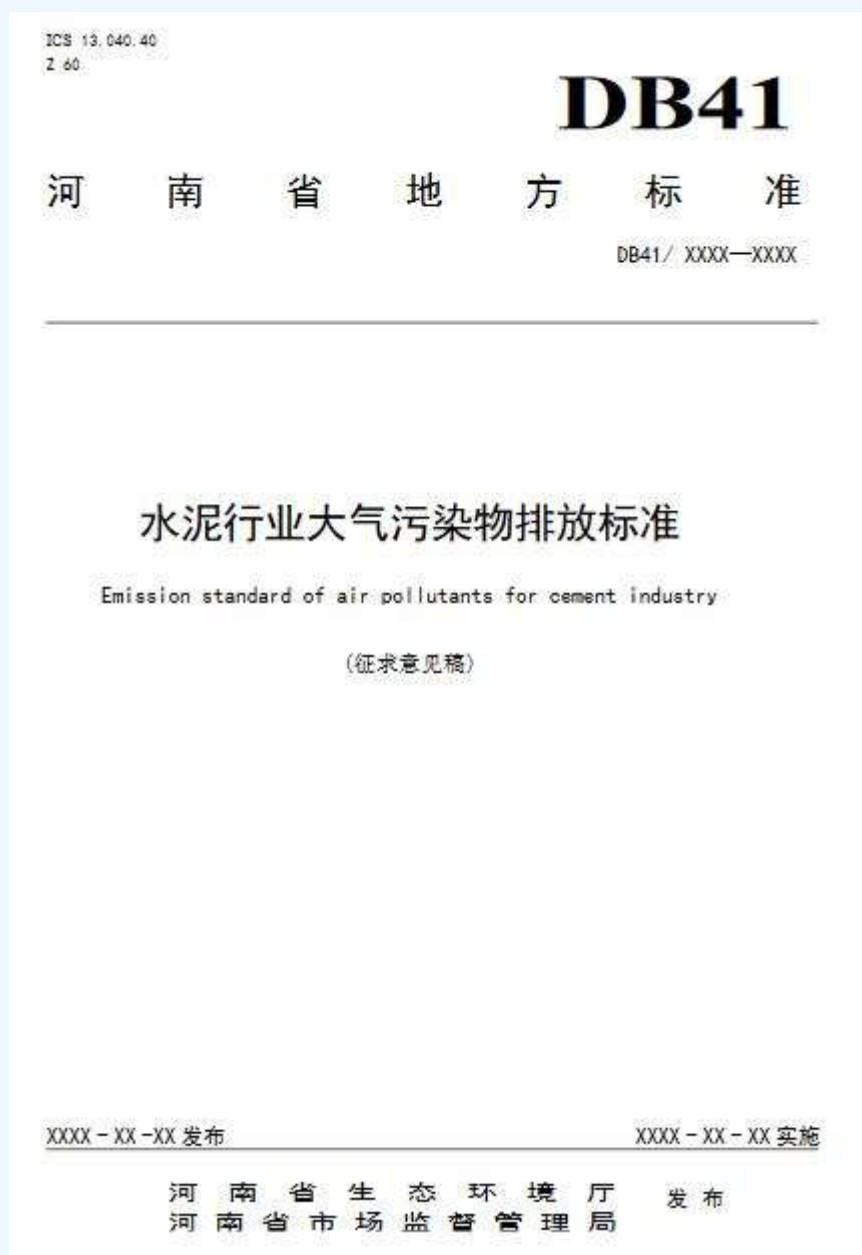 ICS 13.040.40
Z 60
DB41
河南省地方标准
DB41/ XXXX—XXXX
水泥行业大气污染物排放标准
Emission standard of air pollutants for cement industry
(征求意见稿)
XXXX-XX-XX 发布
XXXX-XX-XX 实施
河南省生态环境厅
河南省市场监督管理局
发布